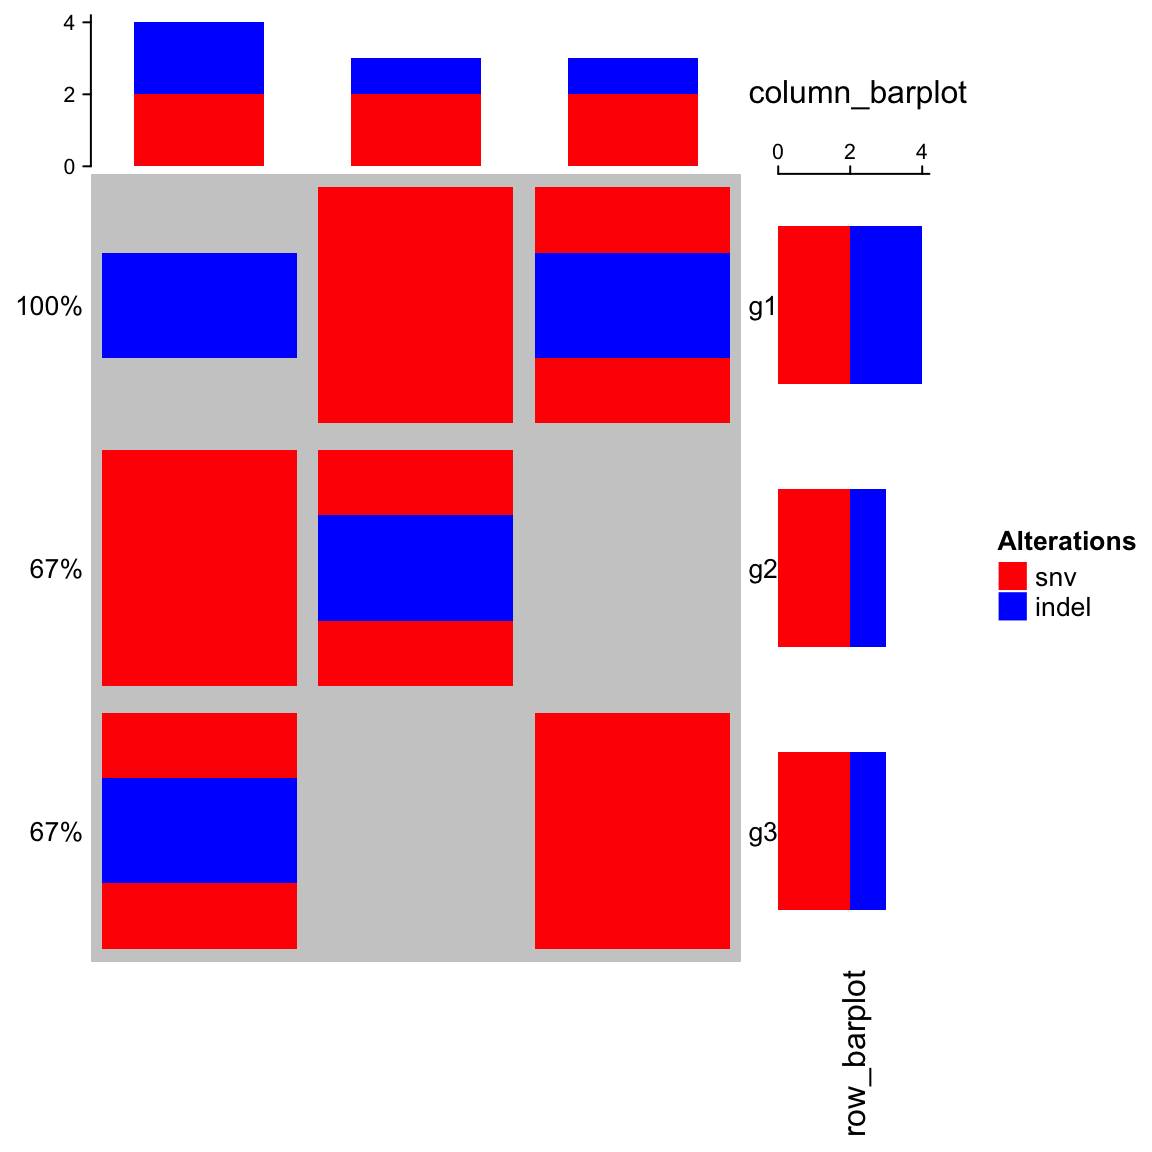 4
2
0
column_barplot
0 2 4
100%
g1
67%
g2
Alterations
snv
indel
67%
g3
row_barplot